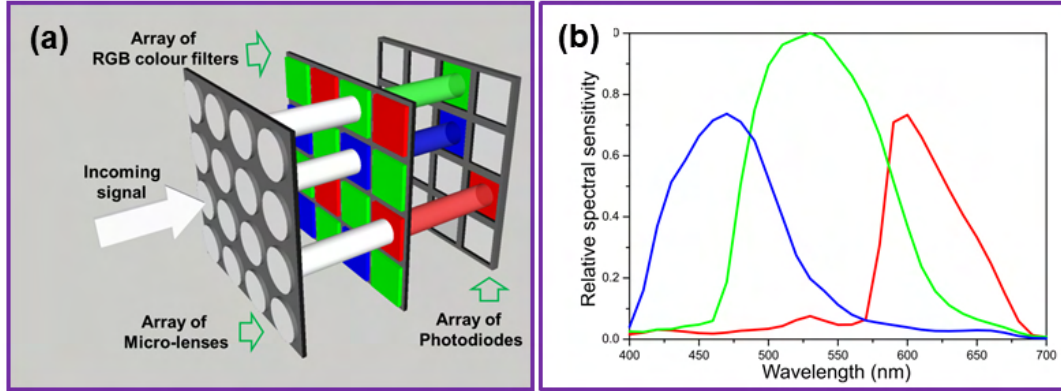 (a)
Array of
RGB colour filters
Incoming
signal
Array of
Micro-lenses
Array of
Photodiodes
(b)
Relative spectral sensitivity
0.8
0.6
0.4
0.2
0.0
400 450 500 550 600 650 700
Wavelength (nm)